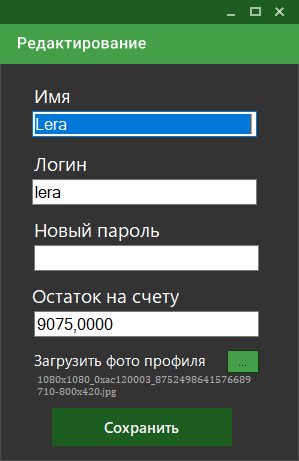 Редактирование
Имя
Lera
Логин
lera
Новый пароль
Остаток на счету
9075,0000
Загрузить фото профиля ...
1080x1080_0xac120003_8752498641576689
710-800x420.jpg
Сохранить